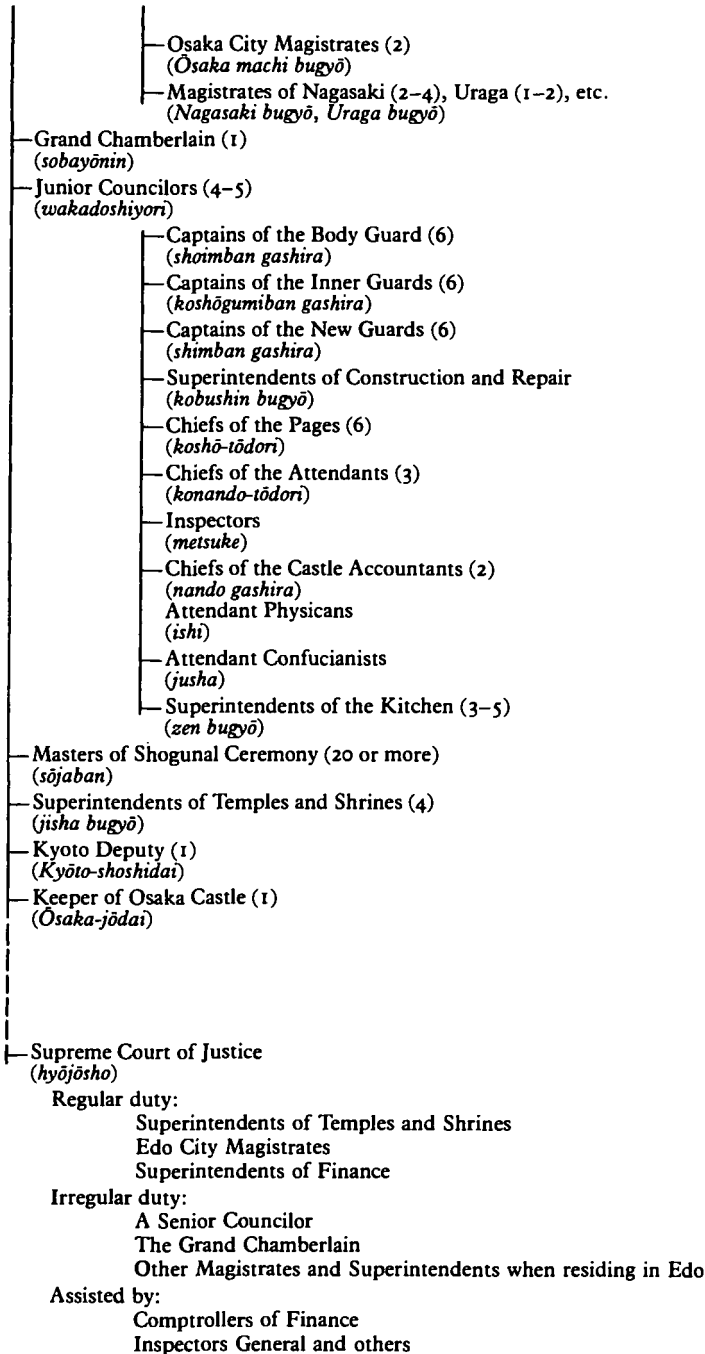 Osaka City Magistrates (2)
(Ōsaka machi bugyō)
Magistrates of Nagasaki (2–4), Uraga (1–2), etc.
(Nagasaki bugyō, Uraga bugyō)
Grand Chamberlain (1)
(sobayōnin)
Junior Councilors (4–5)
(wakadoshiyori)
Captains of the Body Guard (6)
(shoimban gashira)
Captains of the Inner Guards (6)
(koshōgumiban gashira)
Captains of the New Guards (6)
(shimban gashira)
Superintendents of Construction and Repair
(kobushin bugyō)
Chiefs of the Pages (6)
(koshō-tōdori)
Chiefs of the Attendants (3)
(konando-tōdori)
Inspectors
(metsuke)
Chiefs of the Castle Accountants (2)
(nando gashira)
Attendant Physicans
(ishi)
Attendant Confucianists
(jusha)
Superintendents of the Kitchen (3–5)
(zen bugyō)
Masters of Shogunal Ceremony (20 or more)
(sōjaban)
Superintendents of Temples and Shrines (4)
(jisha bugyō)
Kyoto Deputy (1)
(Kyōto-shoshidai)
Keeper of Osaka Castle (1)
(Ōsaka-jōdai)
Supreme Court of Justice
(hyōjōsho)
Regular duty:
Superintendents of Temples and Shrines
Edo City Magistrates
Superintendents of Finance
Irregular duty:
A Senior Councilor
The Grand Chamberlain
Other Magistrates and Superintendents when residing in Edo
Assisted by:
Comptrollers of Finance
Inspectors General and others